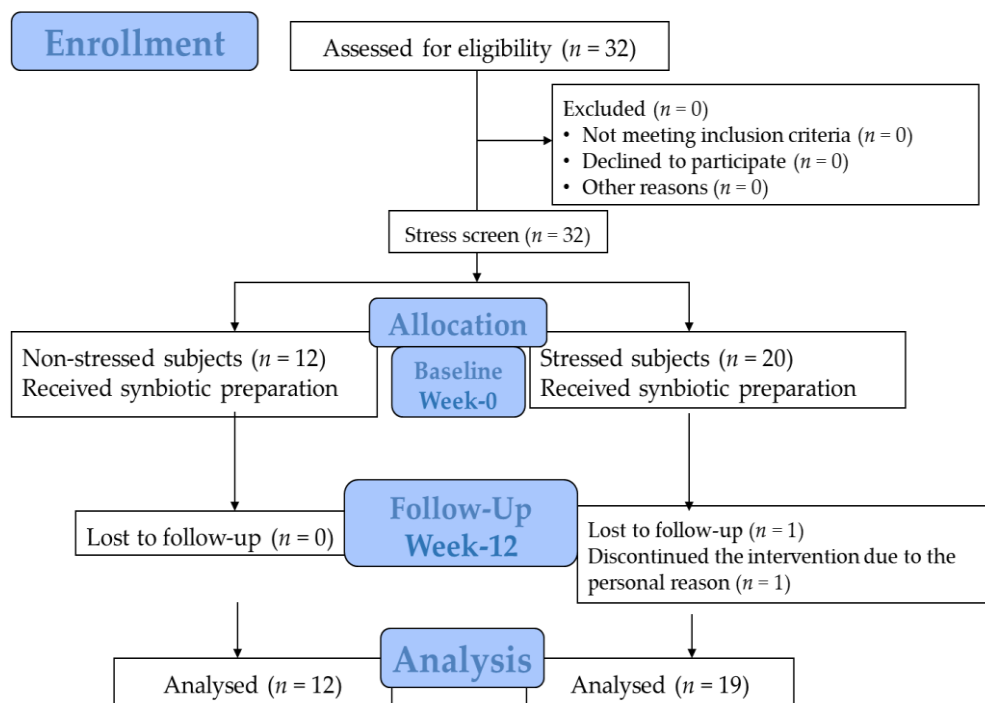 Enrollment
Assessed for eligibility (n = 32)
Excluded (n = 0)
• Not meeting inclusion criteria (n = 0)
• Declined to participate (n = 0)
• Other reasons (n = 0)
Stress screen (n = 32)
Allocation
Non-stressed subjects (n = 12)
Received synbiotic preparation
Baseline
Week-0
Stressed subjects (n = 20)
Received synbiotic preparation
Follow-Up
Week-12
Lost to follow-up (n = 0)
Lost to follow-up (n = 1)
Discontinued the intervention due to the
personal reason (n = 1)
Analysis
Analysed (n = 12)
Analysed (n = 19)